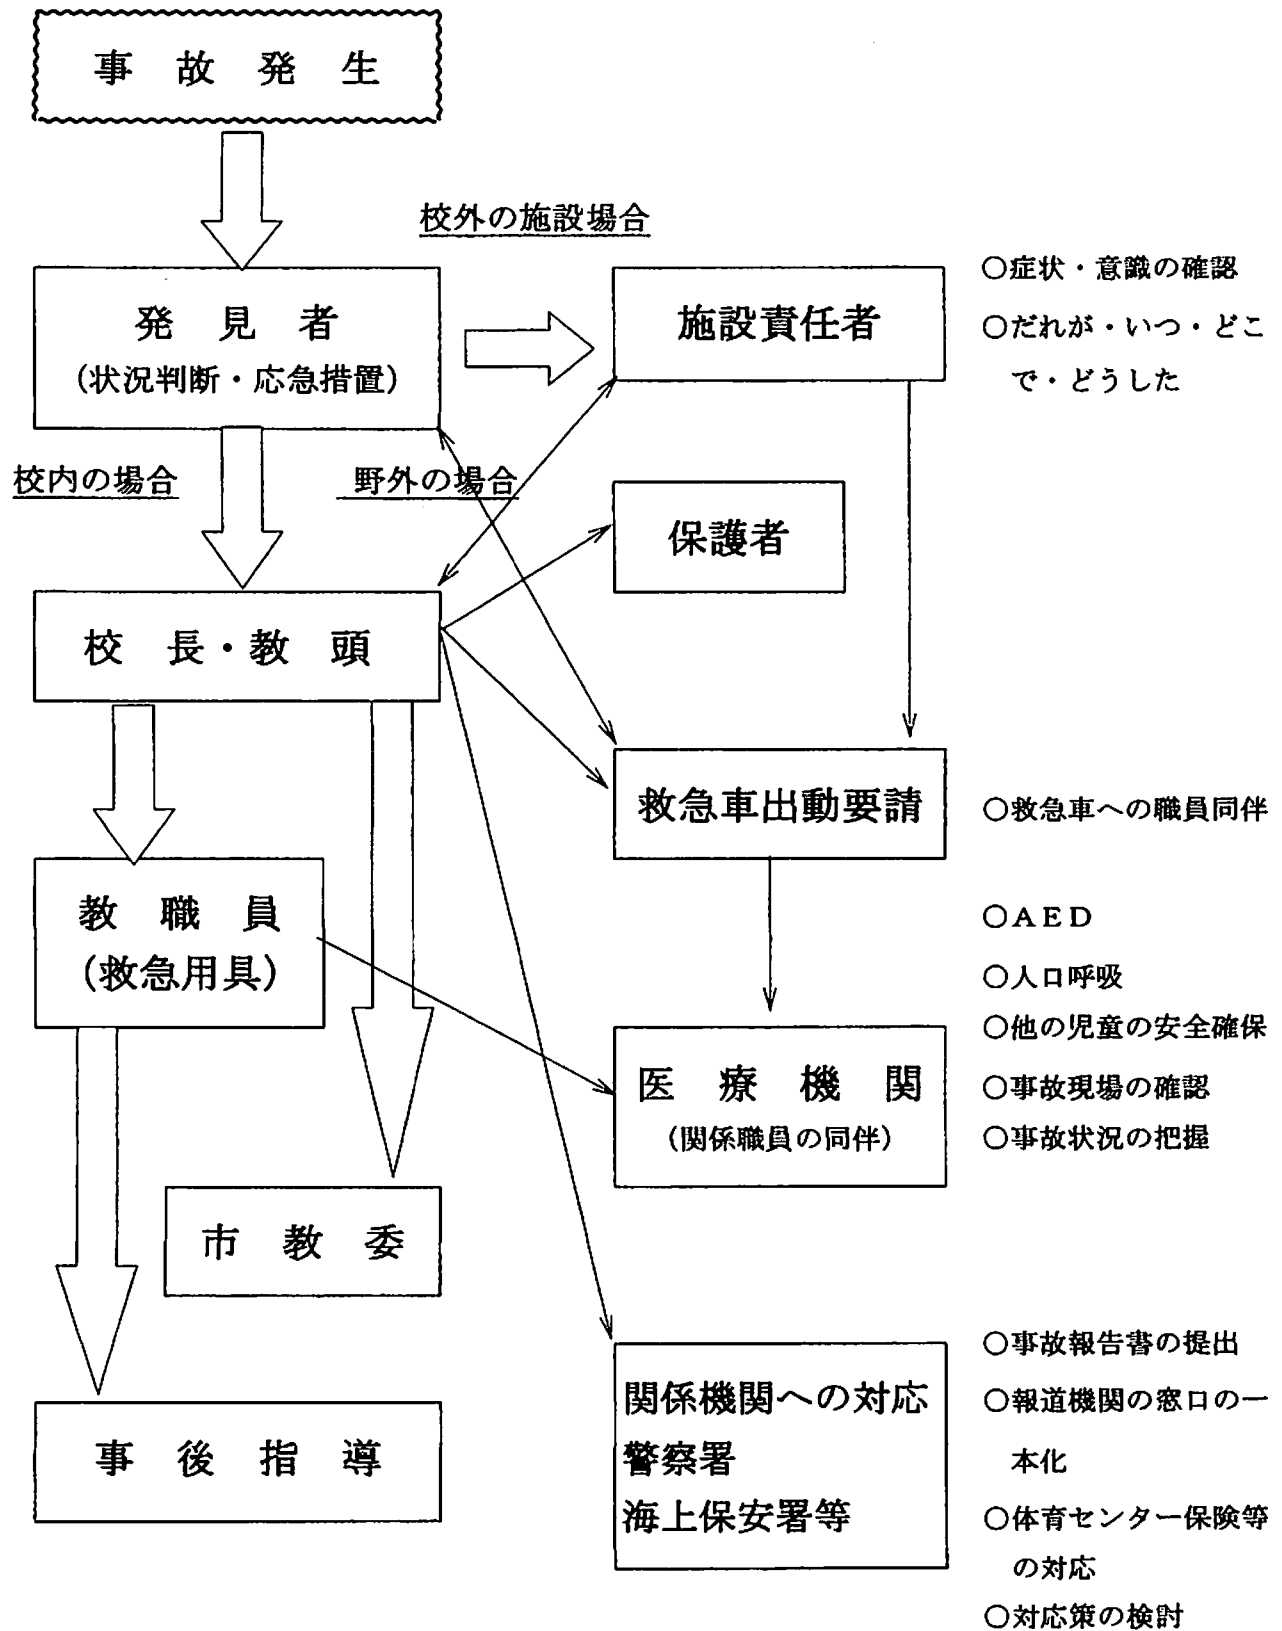 事故発生
校外の施設場合
発見者
(状況判断・応急措置)
施設責任者
○症状・意識の確認
○だれが・いつ・どこ
で・どうした
校内の場合
野外の場合
保護者
校長・教頭
救急車出動要請
○救急車への職員同伴
教職員
(救急用具)
○AED
○人口呼吸
○他の児童の安全確保
医療機関
(関係職員の同伴)
○事故現場の確認
○事故状況の把握
市教委
関係機関への対応
警察署
海上保安署等
○事故報告書の提出
○報道機関の窓口の一
本化
○体育センター保険等
の対応
○対応策の検討
事後指導